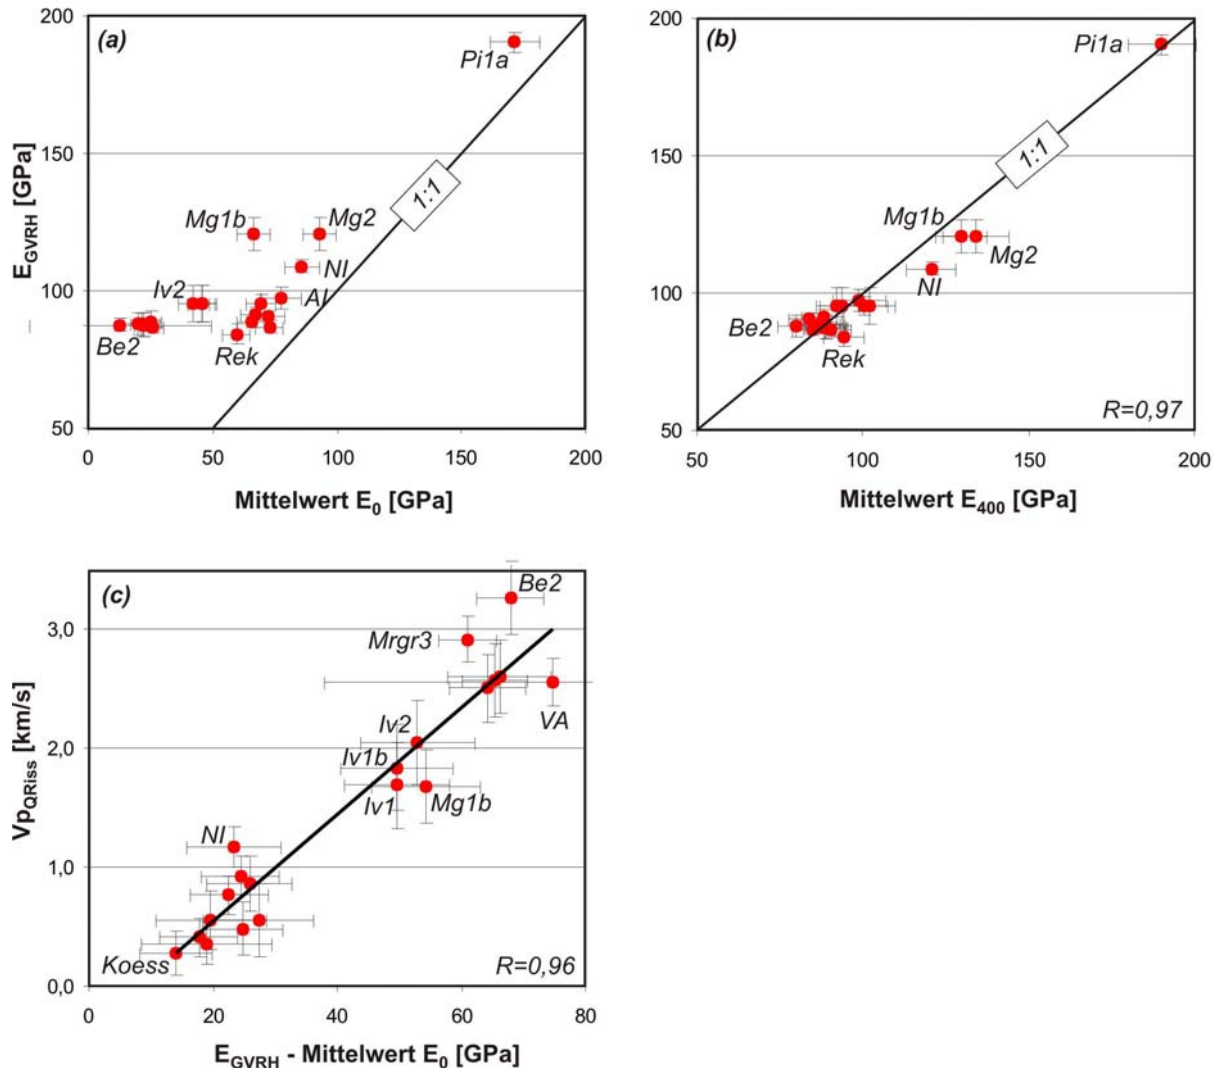 (a)
200
150
100
50
0
50
100
150
200
E_GVRH [GPa]
Mittelwert E_0 [GPa]
Pi1a
1:1
Mg1b
Mg2
NI
Iv2
Al
Be2
Rek
(b)
200
150
100
50
50
100
150
200
Mittelwert E_400 [GPa]
Pi1a
1:1
Mg1b
Mg2
NI
Be2
Rek
R=0,97
(c)
3,0
2,0
1,0
0,0
0
20
40
60
80
Vp_QRiss [km/s]
E_GVRH - Mittelwert E_0 [GPa]
Be2
Mrgr3
VA
Iv2
Iv1b
Iv1
Mg1b
NI
Koess
R=0,96